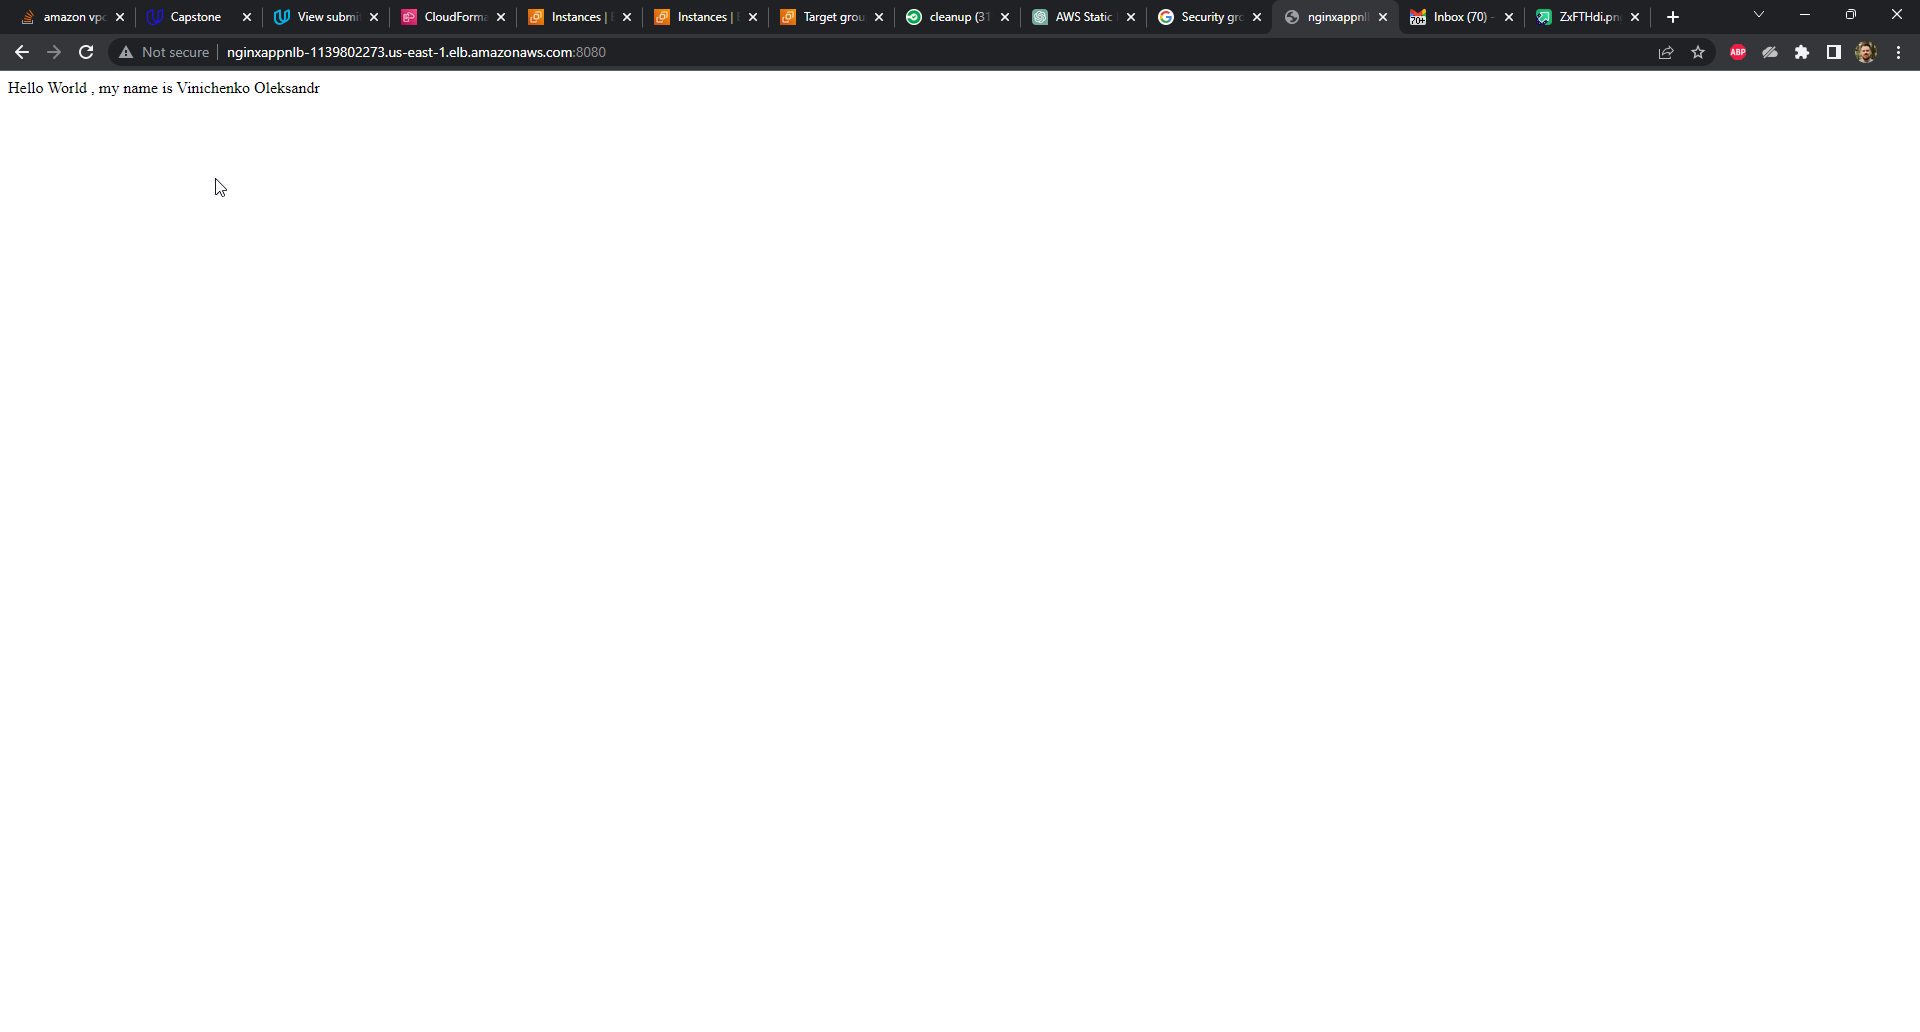 amazon vpc
Capstone
View submi
CloudForma
Instances |
Instances |
Target grou
cleanup (31
AWS Static
Security gro
nginxappnl
Inbox (70) -
ZxFTHdi.pn
Not secure
nginxappnlb-1139802273.us-east-1.elb.amazonaws.com:8080
ABP
Hello World , my name is Vinichenko Oleksandr